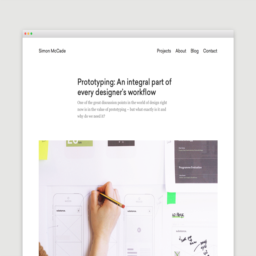 Simon McCade
Projects About Blog Contact
Prototyping: An integral part of
every designer's workflow
One of the great discussion points in the world of design right
now is in the value of prototyping – but what exactly is it and
why do we need it?